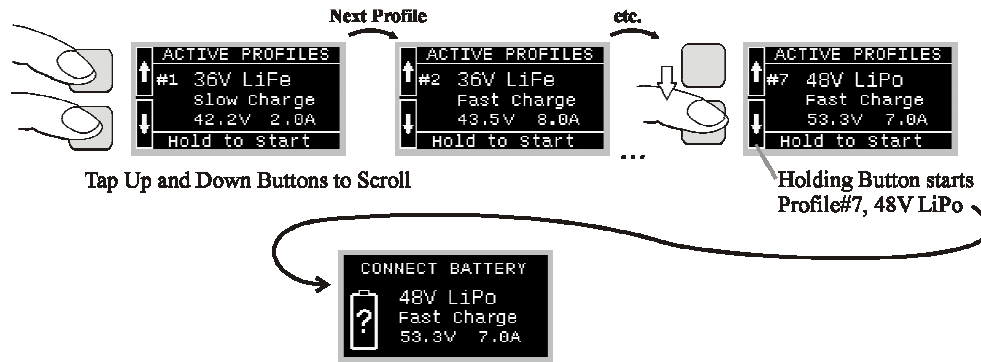 Next Profile
etc.
ACTIVE PROFILES
#1 36V LiFe
Slow Charge
42.2V 2.0A
Hold to Start
ACTIVE PROFILES
#2 36V LiFe
Fast Charge
43.5V 8.0A
Hold to Start
...
ACTIVE PROFILES
#7 48V LiPo
Fast Charge
53.3V 7.0A
Hold to Start
Tap Up and Down Buttons to Scroll
Holding Button starts
Profile#7, 48V LiPo
CONNECT BATTERY
?
48V LiPo
Fast Charge
53.3V 7.0A